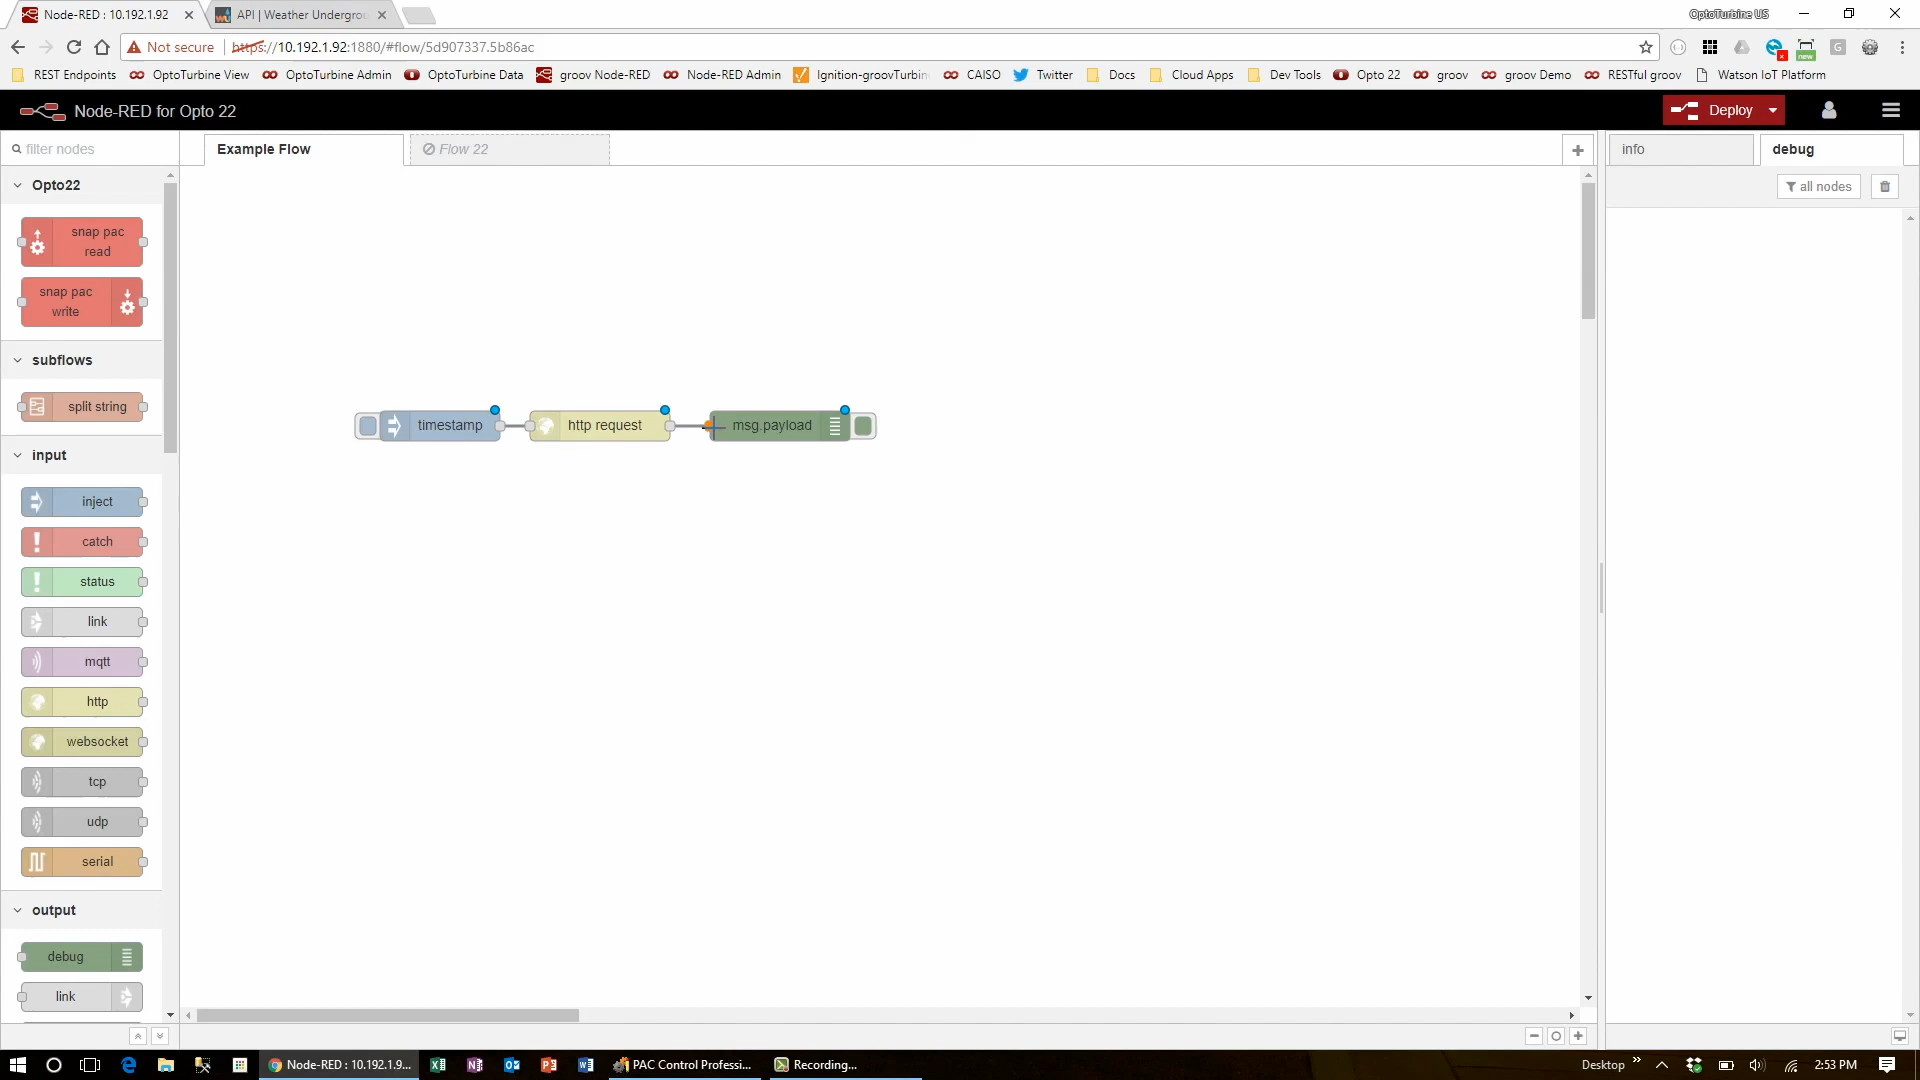 Node-RED : 10.192.1.92
API | Weather Undergrou
OptoTurbine US
Not secure
https://10.192.1.92:1880/#flow/5d907337.5b86ac
REST Endpoints
OptoTurbine View
OptoTurbine Admin
OptoTurbine Data
groov Node-RED
Node-RED Admin
Ignition-groovTurbin
CAISO
Twitter
Docs
Cloud Apps
Dev Tools
Opto 22
groov
groov Demo
RESTful groov
Watson IoT Platform
Node-RED for Opto 22
Deploy
filter nodes
Example Flow
Flow 22
info
debug
all nodes
Opto22
snap pac
read
snap pac
write
subflows
split string
input
inject
catch
status
link
mqtt
http
websocket
tcp
udp
serial
output
debug
link
timestamp
http request
msg.payload
Node-RED : 10.192.1.9...
PAC Control Professi...
Recording...
Desktop
2:53 PM